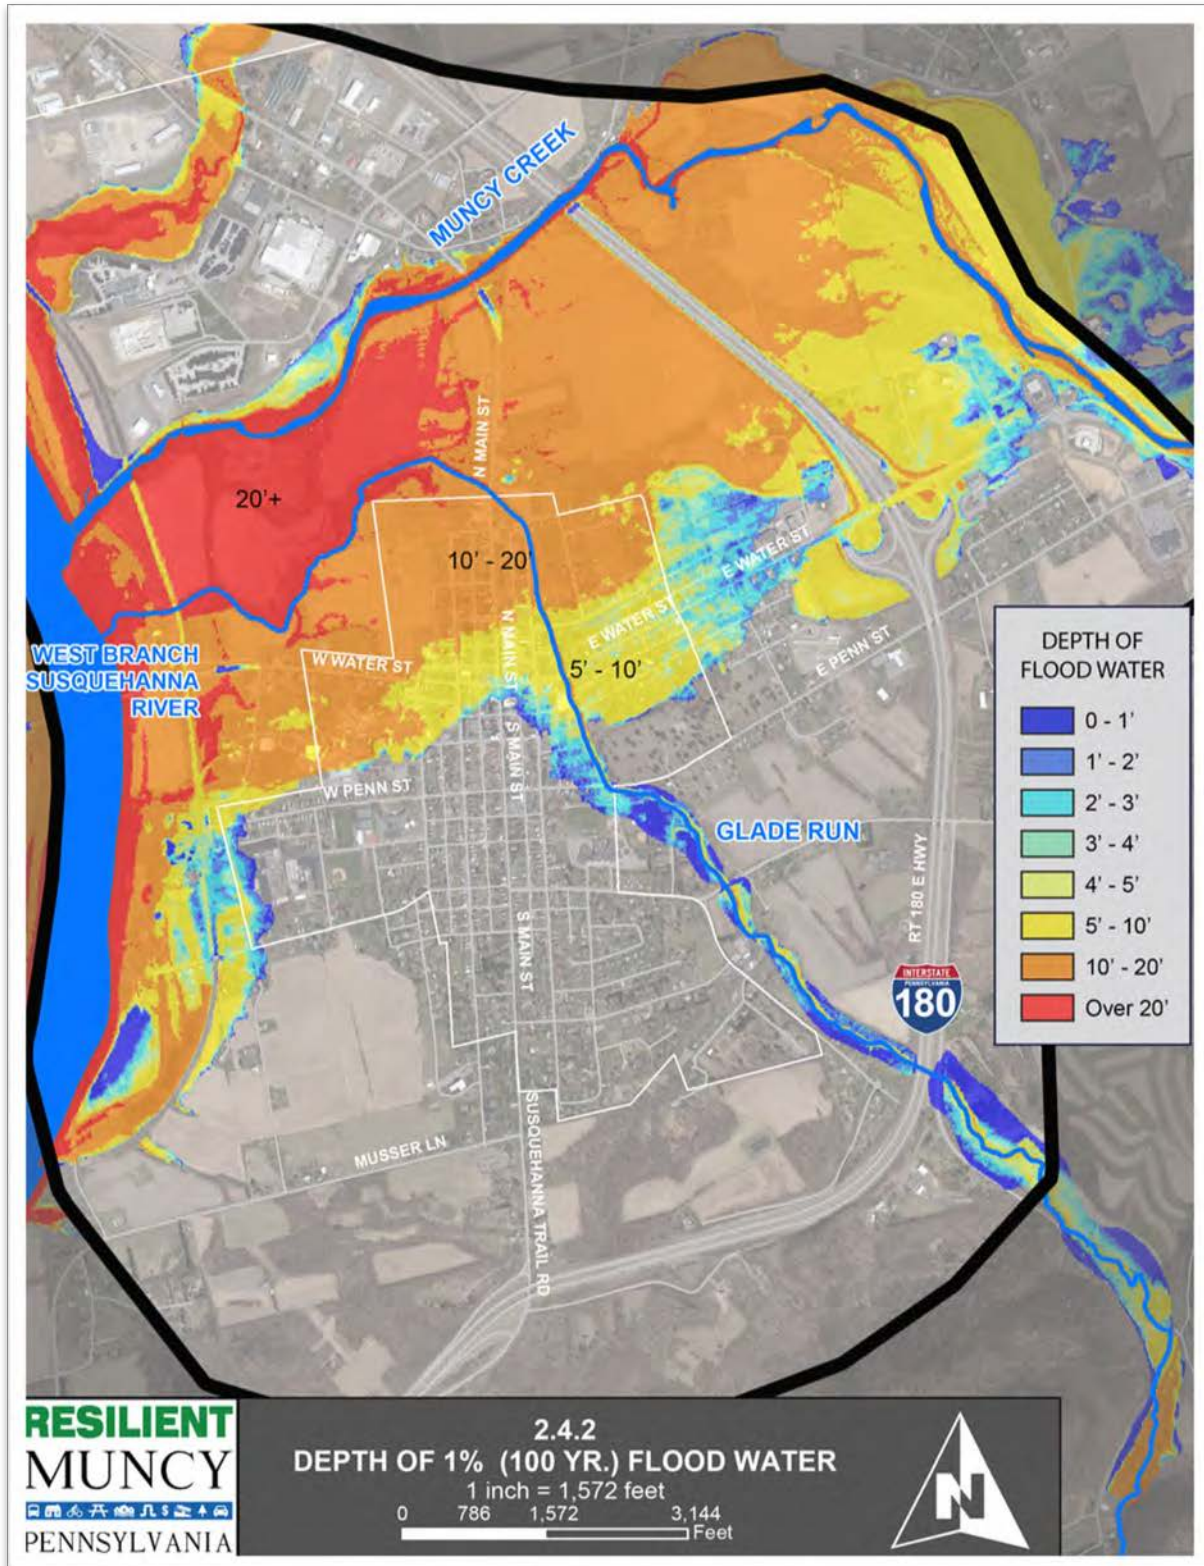 MUNCY CREEK
N MAIN ST
20'+
10' - 20'
E WATER ST
N MAIN ST
E WATER ST
W WATER ST
5' - 10'
E PENN ST
WEST BRANCH
SUSQUEHANNA
RIVER
S MAIN ST
W PENN ST
GLADE RUN
RT 180 E HWY
S MAIN ST
INTERSTATE
PENNSYLVANIA
180
MUSSER LN
SUSQUEHANNA TRAIL RD
DEPTH OF
FLOOD WATER
0 - 1'
1' - 2'
2' - 3'
3' - 4'
4' - 5'
5' - 10'
10' - 20'
Over 20'
RESILIENT
MUNCY
PENNSYLVANIA
2.4.2
DEPTH OF 1% (100 YR.) FLOOD WATER
1 inch = 1,572 feet
0 786 1,572 3,144
Feet
N